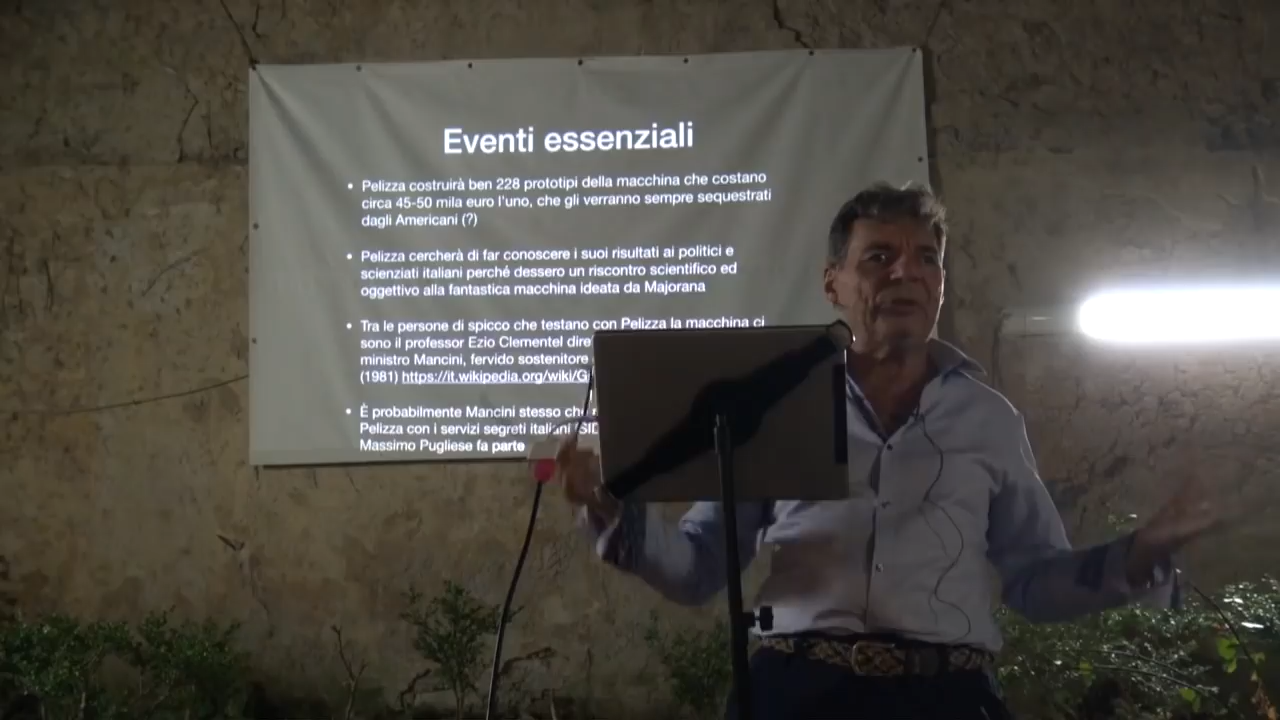 Eventi essenziali
• Pelizza costruirà ben 228 prototipi della macchina che costano
circa 45-50 mila euro l'uno, che gli verranno sempre sequestrati
dagli Americani (?)
• Pelizza cercherà di far conoscere i suoi risultati ai politici e
scienziati italiani perché dessero un riscontro scientifico ed
oggettivo alla fantastica macchina ideata da Majorana
• Tra le persone di spicco che testano con Pelizza la macchina ci
sono il professor Ezio Clementel
ministro Mancini, fervido sostenitore
(1981) https://it.wikipedia.org/wiki/G
• È probabilmente Mancini stesso
Pelizza con i servizi segreti italiani
Massimo Pugliese fa parte